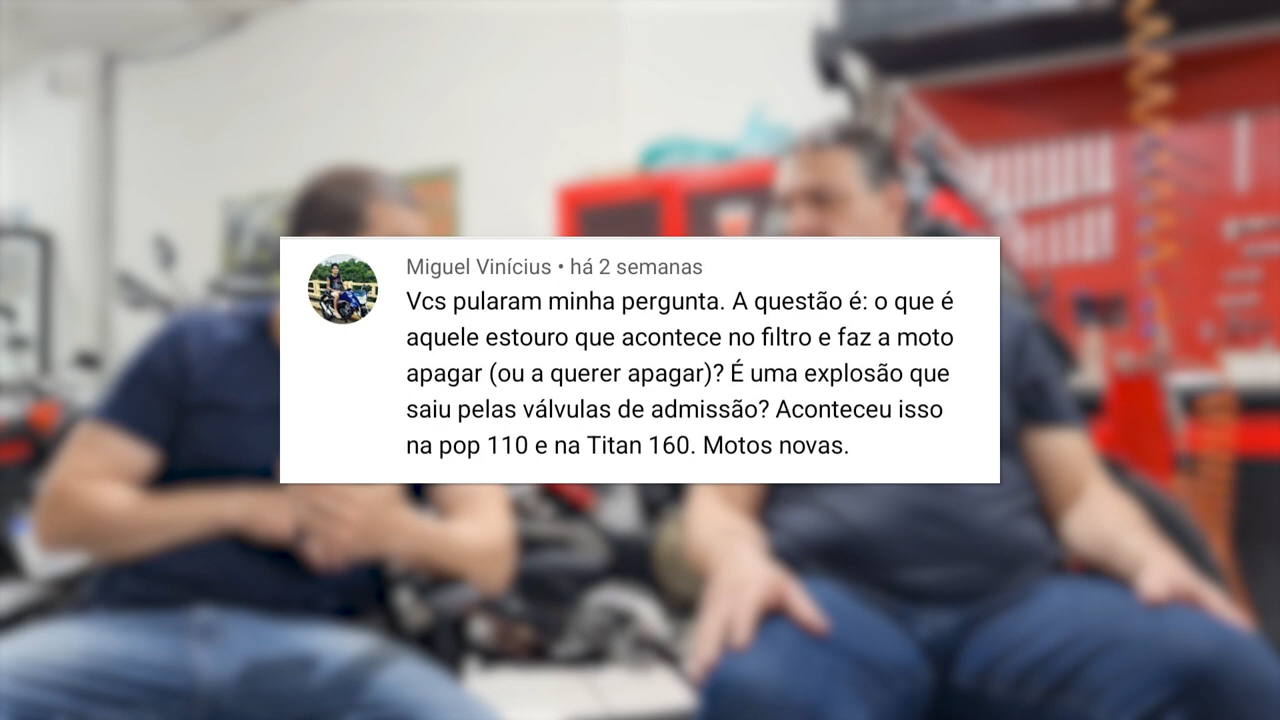 Miguel Vinícius • há 2 semanas
Vcs pularam minha pergunta. A questão é: o que é
aquele estouro que acontece no filtro e faz a moto
apagar (ou a querer apagar)? É uma explosão que
saiu pelas válvulas de admissão? Aconteceu isso
na pop 110 e na Titan 160. Motos novas.